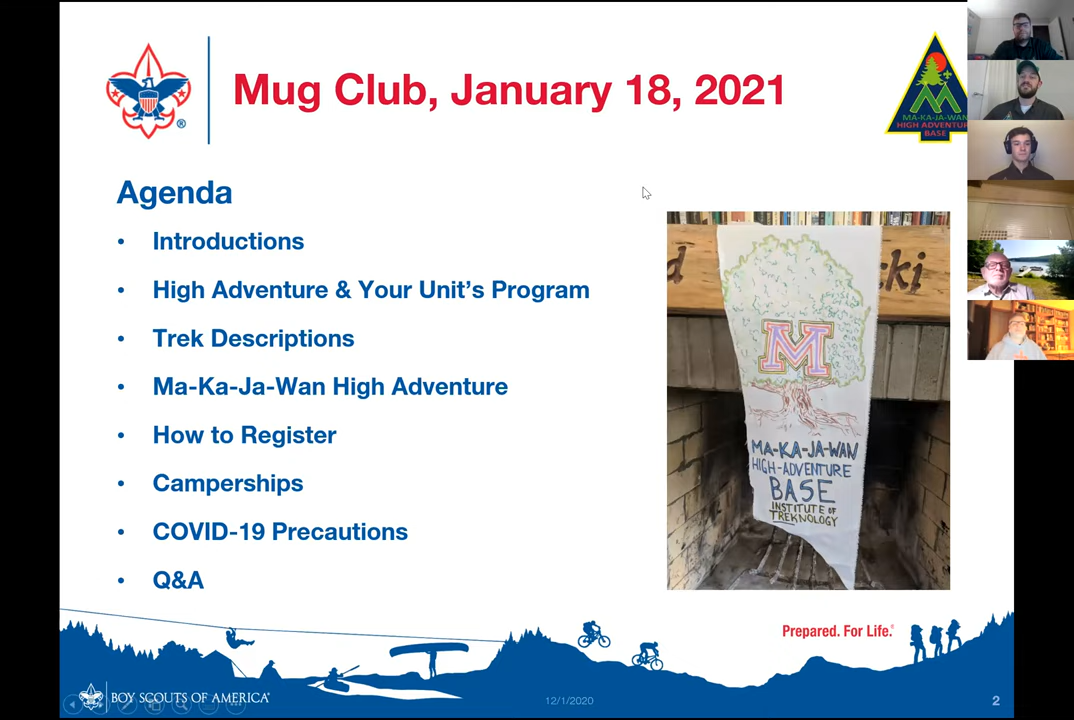 Mug Club, January 18, 2021
MA-KA-JA-WAN
HIGH ADVENTURE
BASE
Agenda
• Introductions
• High Adventure & Your Unit’s Program
• Trek Descriptions
• Ma-Ka-Ja-Wan High Adventure
• How to Register
• Camperships
• COVID-19 Precautions
• Q&A
d
ki
M
MA-KA-JA-WAN
HIGH-ADVENTURE
BASE
INSTITUTE OF
TREKNOLOGY
Prepared. For Life.®
BOY SCOUTS OF AMERICA®
12/1/2020
2